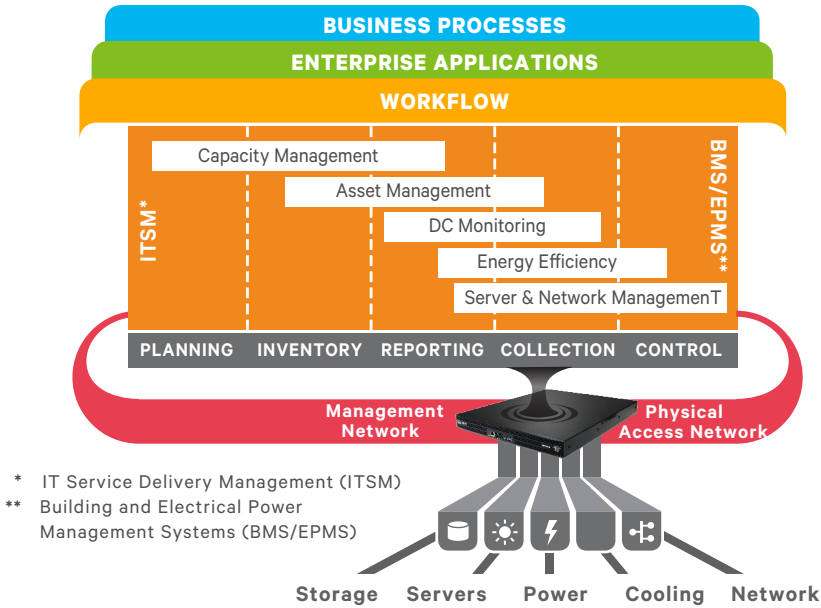 BUSINESS PROCESSES
ENTERPRISE APPLICATIONS
WORKFLOW
ITSM*
BMS/EPMS**
Capacity Management
Asset Management
DC Monitoring
Energy Efficiency
Server & Network ManagemenT
PLANNING INVENTORY REPORTING COLLECTION CONTROL
Management
Network
Physical
Access Network
* IT Service Delivery Management (ITSM)
** Building and Electrical Power
Management Systems (BMS/EPMS)
Storage Servers Power Cooling Network